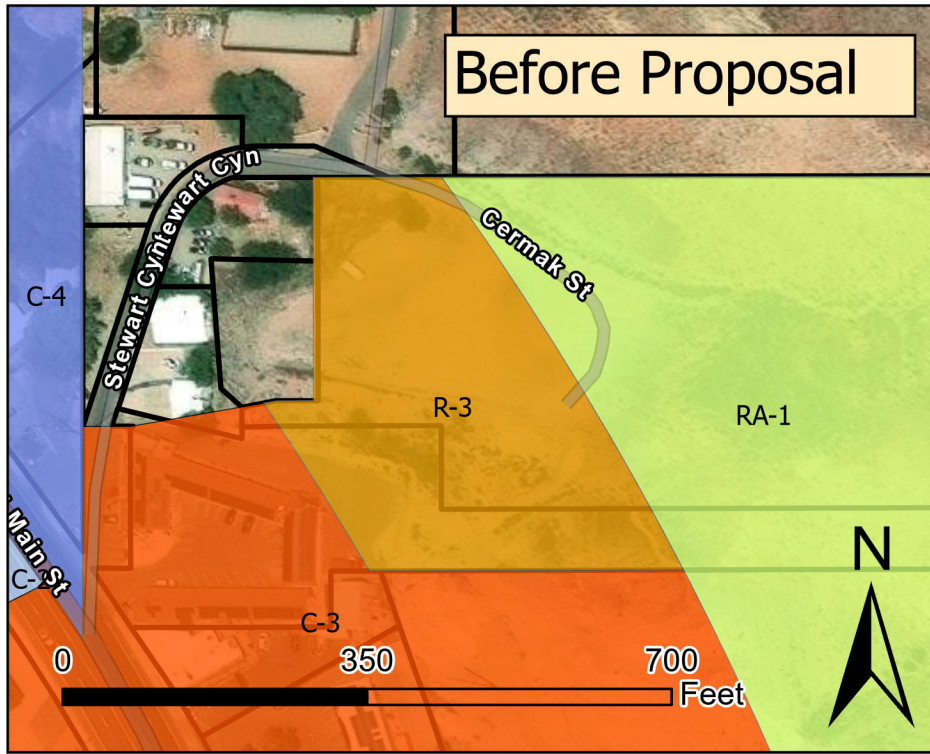 Before Proposal
Stewart Cyn
Stewart Cyn
Cermak St
C-4
R-3
RA-1
Main St
C-
C-3
N
0 350 700
Feet